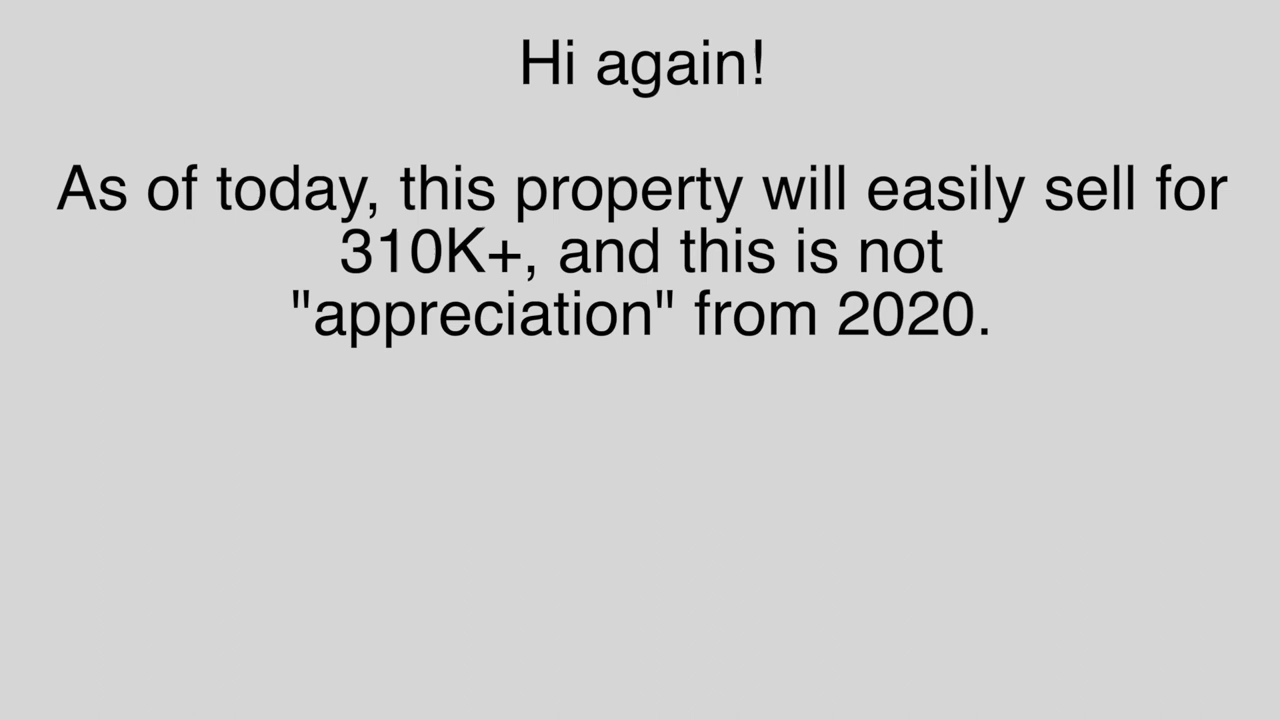 Hi again!
As of today, this property will easily sell for
310K+, and this is not
"appreciation" from 2020.